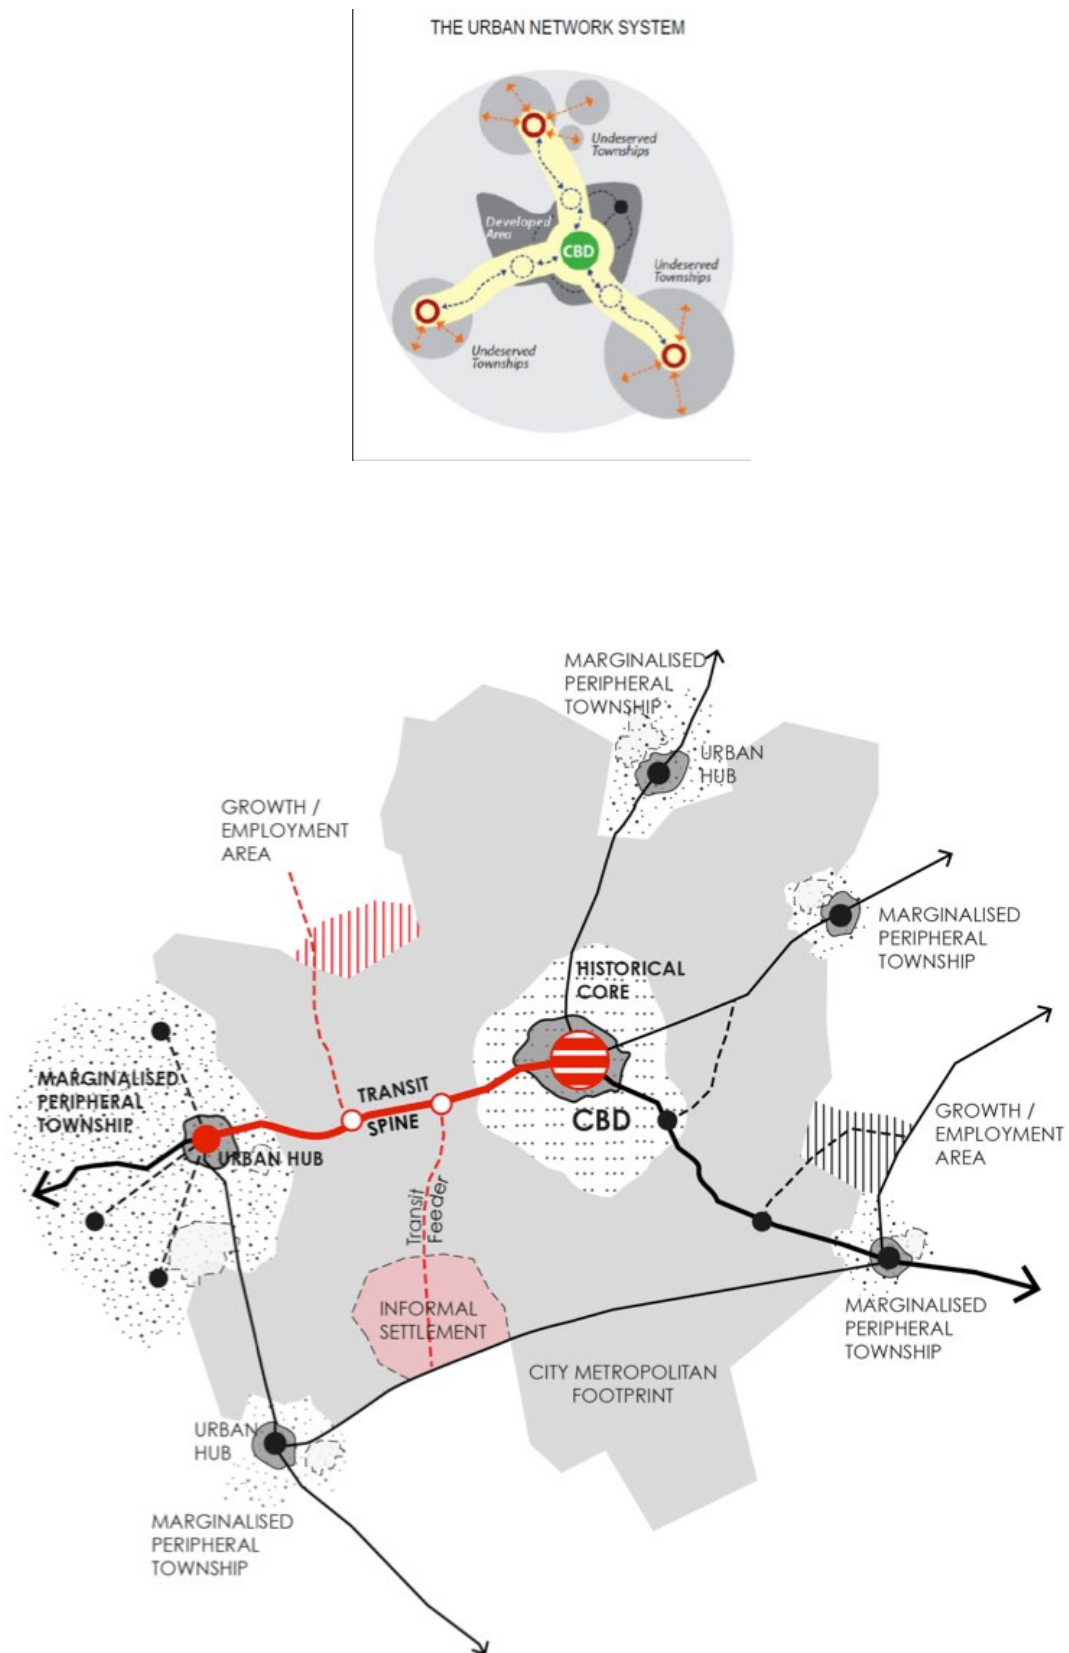 THE URBAN NETWORK SYSTEM
Undeserved
Townships
Developed
Area
CBD
Undeserved
Townships
Undeserved
Townships
MARGINALISED
PERIPHERAL
TOWNSHIP
URBAN
HUB
GROWTH /
EMPLOYMENT
AREA
MARGINALISED
PERIPHERAL
TOWNSHIP
HISTORICAL
CORE
MARGINALISED
PERIPHERAL
TOWNSHIP
URBAN HUB
TRANSIT
SPINE
CBD
GROWTH /
EMPLOYMENT
AREA
Transit
Feeder
INFORMAL
SETTLEMENT
MARGINALISED
PERIPHERAL
TOWNSHIP
CITY METROPOLITAN
FOOTPRINT
URBAN
HUB
MARGINALISED
PERIPHERAL
TOWNSHIP